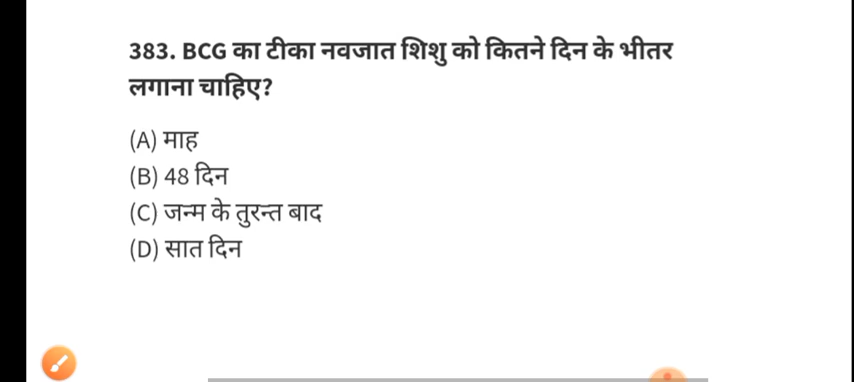 383. BCG का टीका नवजात शिशु को कितने दिन के भीतर
लगाना चाहिए?
(A) माह
(B) 48 दिन
(C) जन्म के तुरन्त बाद
(D) सात दिन